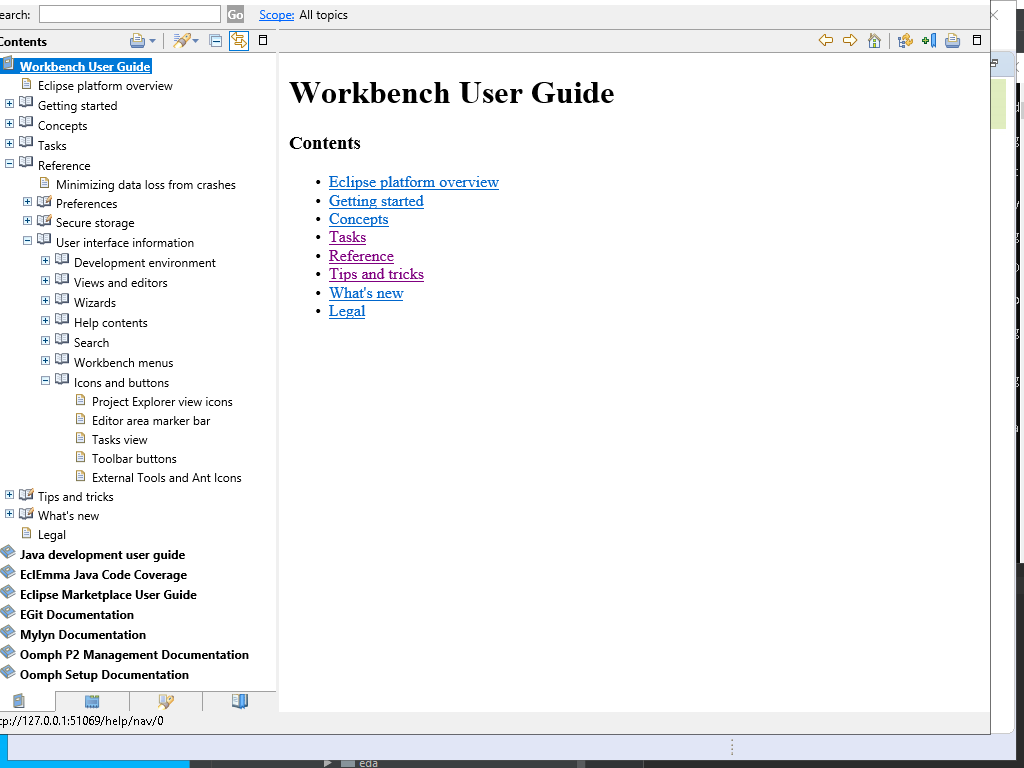 earch:
Go
Scope: All topics
Contents
Workbench User Guide
Eclipse platform overview
Getting started
Concepts
Tasks
Reference
Minimizing data loss from crashes
Preferences
Secure storage
User interface information
Development environment
Views and editors
Wizards
Help contents
Search
Workbench menus
Icons and buttons
Project Explorer view icons
Editor area marker bar
Tasks view
Toolbar buttons
External Tools and Ant Icons
Tips and tricks
What's new
Legal
Java development user guide
EclEmma Java Code Coverage
Eclipse Marketplace User Guide
EGit Documentation
Mylyn Documentation
Oomph P2 Management Documentation
Oomph Setup Documentation
Workbench User Guide
Contents
Eclipse platform overview
Getting started
Concepts
Tasks
Reference
Tips and tricks
What's new
Legal
tp://127.0.0.1:51069/help/nav/0
eda